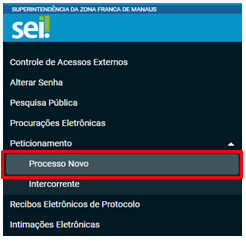 SUPERINTENDÊNCIA DA ZONA FRANCA DE MANAUS
sei!
Controle de Acessos Externos
Alterar Senha
Pesquisa Pública
Procurações Eletrônicas
Peticionamento
Processo Novo
Intercorrente
Recibos Eletrônicos de Protocolo
Intimações Eletrônicas